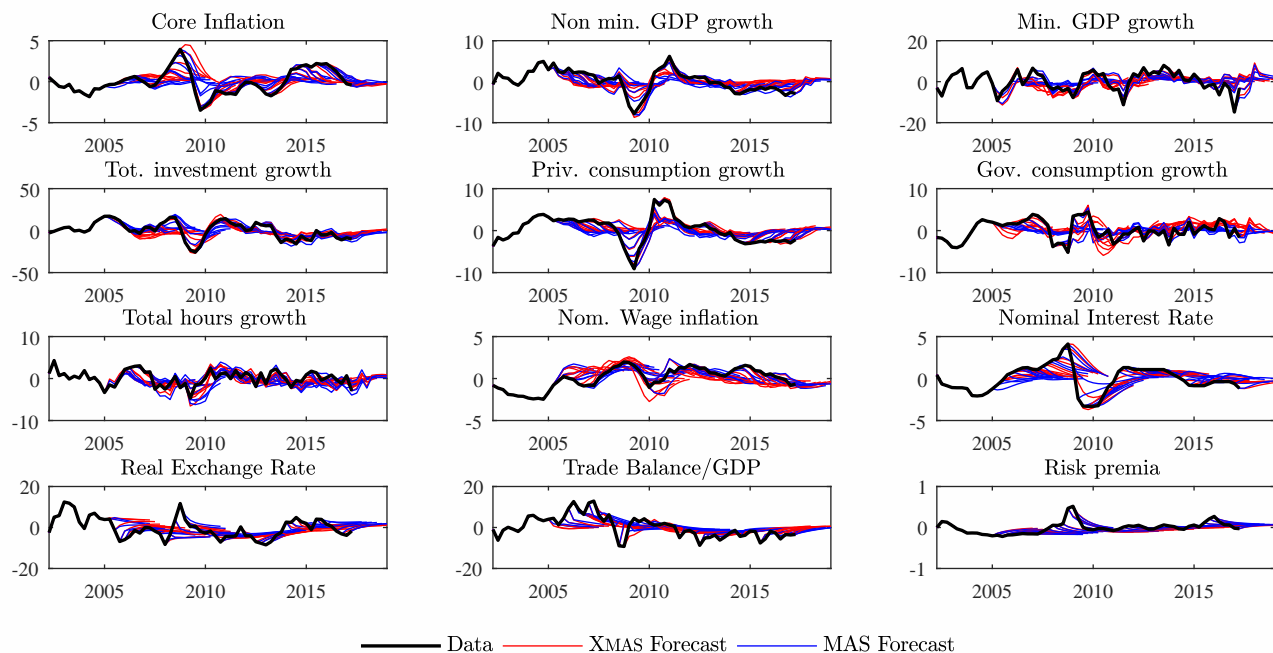 Core Inflation
Non min. GDP growth
Min. GDP growth
5
0
-5
2005 2010 2015
10
0
-10
2005 2010 2015
20
0
-20
2005 2010 2015
Tot. investment growth
Priv. consumption growth
Gov. consumption growth
50
0
-50
2005 2010 2015
10
0
-10
2005 2010 2015
10
0
-10
2005 2010 2015
Total hours growth
Nom. Wage inflation
Nominal Interest Rate
10
0
-10
2005 2010 2015
5
0
-5
2005 2010 2015
5
0
-5
2005 2010 2015
Real Exchange Rate
Trade Balance/GDP
Risk premia
20
0
-20
2005 2010 2015
20
0
-20
2005 2010 2015
1
0
-1
2005 2010 2015
Data XMAS Forecast MAS Forecast